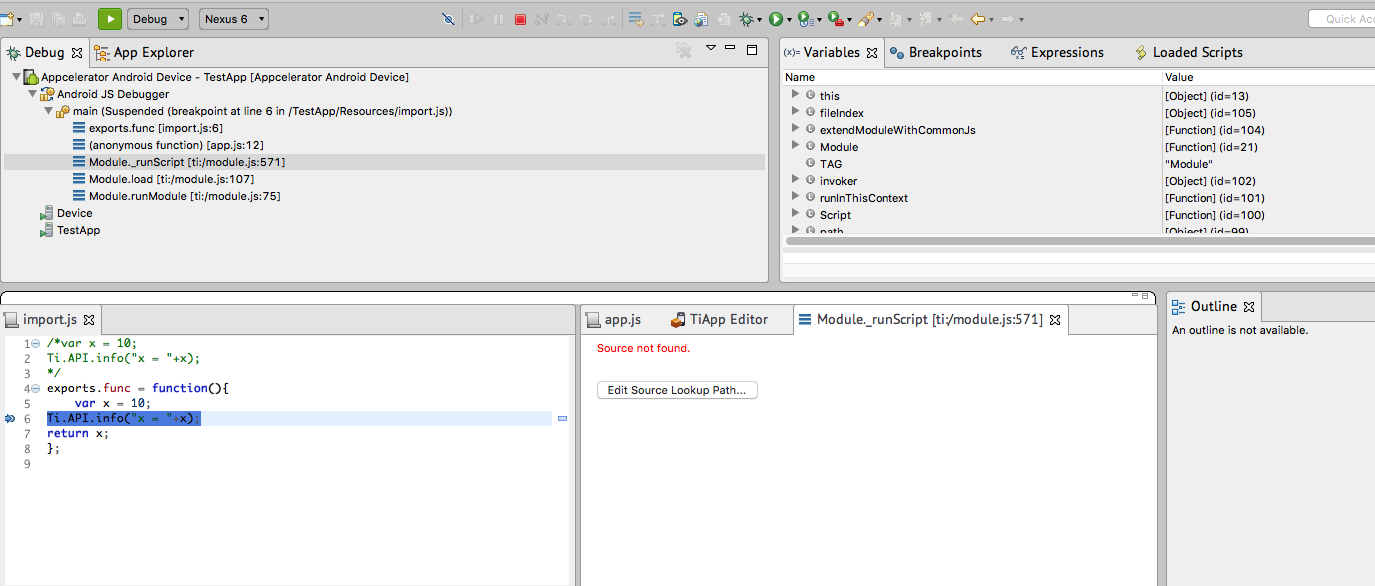 Debug
Nexus 6
Quick Acc
Debug
App Explorer
Appcelerator Android Device - TestApp [Appcelerator Android Device]
Android JS Debugger
main (Suspended (breakpoint at line 6 in /TestApp/Resources/import.js))
exports.func [import.js:6]
(anonymous function) [app.js:12]
Module._runScript [ti:/module.js:571]
Module.load [ti:/module.js:107]
Module.runModule [ti:/module.js:75]
Device
TestApp
(x)= Variables
Breakpoints
Expressions
Loaded Scripts
Name Value
this [Object] (id=13)
fileIndex [Object] (id=105)
extendModuleWithCommonJs [Function] (id=104)
Module [Function] (id=21)
TAG "Module"
invoker [Object] (id=102)
runInThisContext [Function] (id=101)
Script [Function] (id=100)
path [Object] (id=99)
import.js
1 /*var x = 10;
2 Ti.API.info("x = "+x);
3 */
4 exports.func = function(){
5 var x = 10;
6 Ti.API.info("x = "+x);
7 return x;
8 };
9
app.js
TiApp Editor
Module._runScript [ti:/module.js:571]
Source not found.
Edit Source Lookup Path...
Outline
An outline is not available.